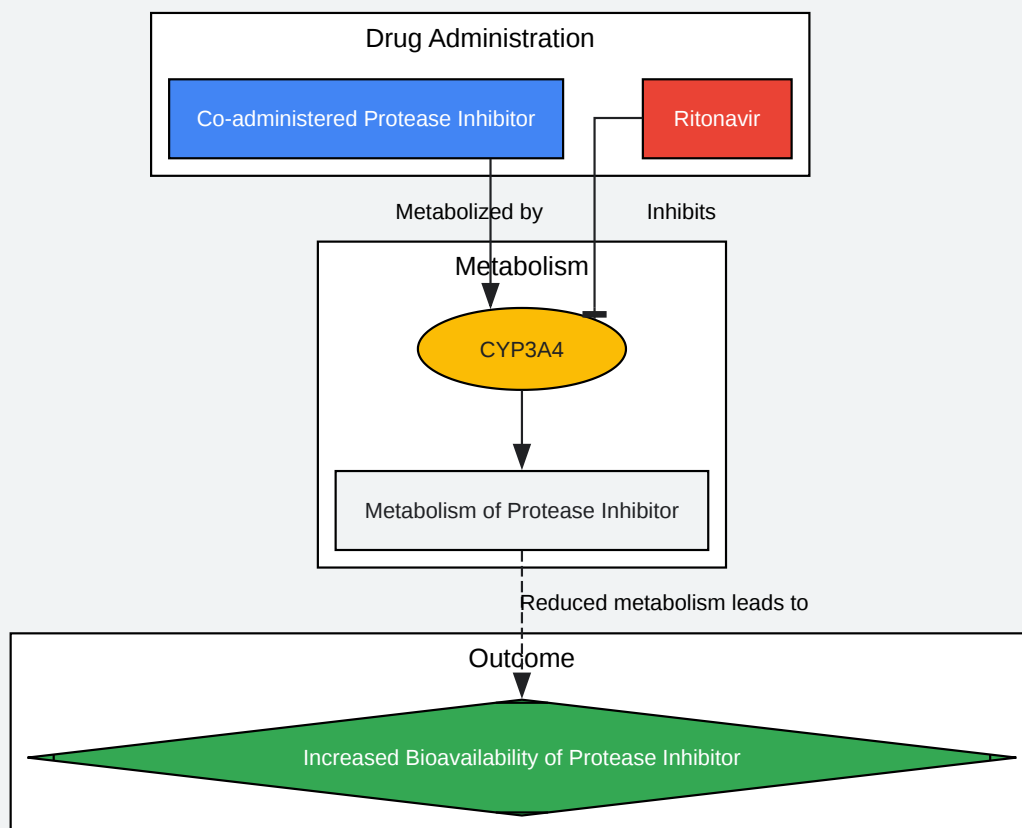 Drug Administration
Co-administered Protease Inhibitor
Ritonavir
Metabolized by
Inhibits
Metabolism
CYP3A4
Metabolism of Protease Inhibitor
Reduced metabolism leads to
Outcome
Increased Bioavailability of Protease Inhibitor